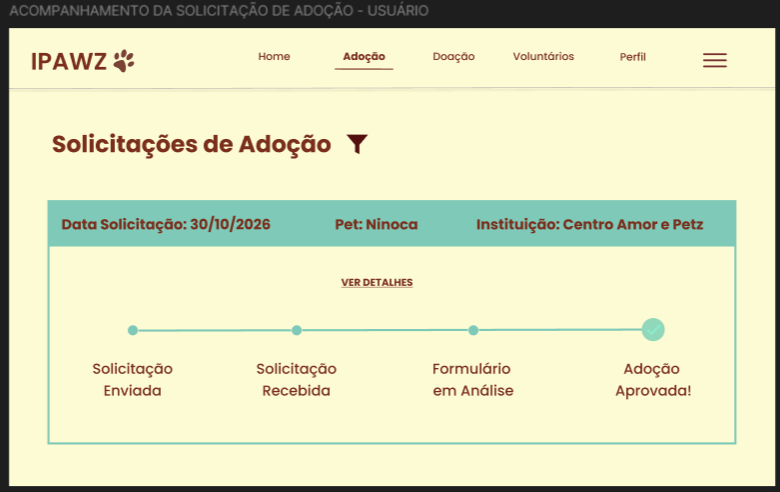 ACOMPANHAMENTO DA SOLICITAÇÃO DE ADOÇÃO - USUÁRIO
IPAWZ
Home
Adoção
Doação
Voluntários
Perfil
Solicitações de Adoção
Data Solicitação: 30/10/2026
Pet: Ninoca
Instituição: Centro Amor e Petz
VER DETALHES
Solicitação
Enviada
Solicitação
Recebida
Formulário
em Análise
Adoção
Aprovada!